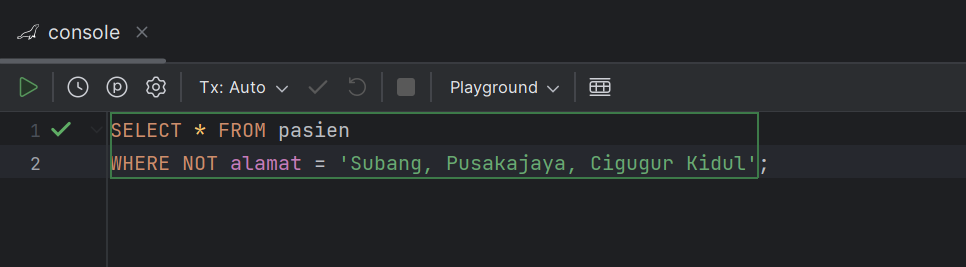 console
Tx: Auto
Playground
1 SELECT * FROM pasien
2 WHERE NOT alamat = 'Subang, Pusakajaya, Cigugur Kidul';